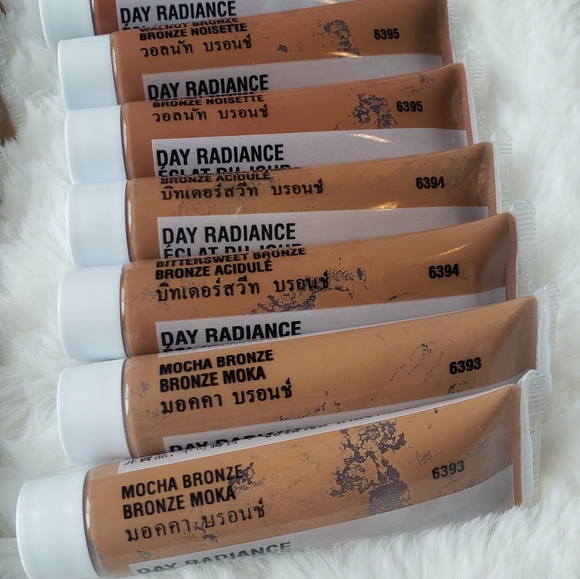 DAY RADIANCE
WALNUT BRONZE
BRONZE NOISETTE
วอลนัท บรอนซ์
6395
DAY RADIANCE
BRONZE NOISETTE
วอลนัท บรอนซ์
6395
DAY RADIANCE
ÉCLAT DU JOUR
BRONZE ACIDULÉ
บิทเตอร์สวีท บรอนซ์
6394
DAY RADIANCE
ÉCLAT DU JOUR
BITTERSWEET BRONZE
BRONZE ACIDULÉ
บิทเตอร์สวีท บรอนซ์
6394
DAY RADIANCE
MOCHA BRONZE
BRONZE MOKA
มอคคา บรอนซ์
6393
DAY RADIANCE
MOCHA BRONZE
BRONZE MOKA
มอคคา บรอนซ์
6393
DAY RADIANCE